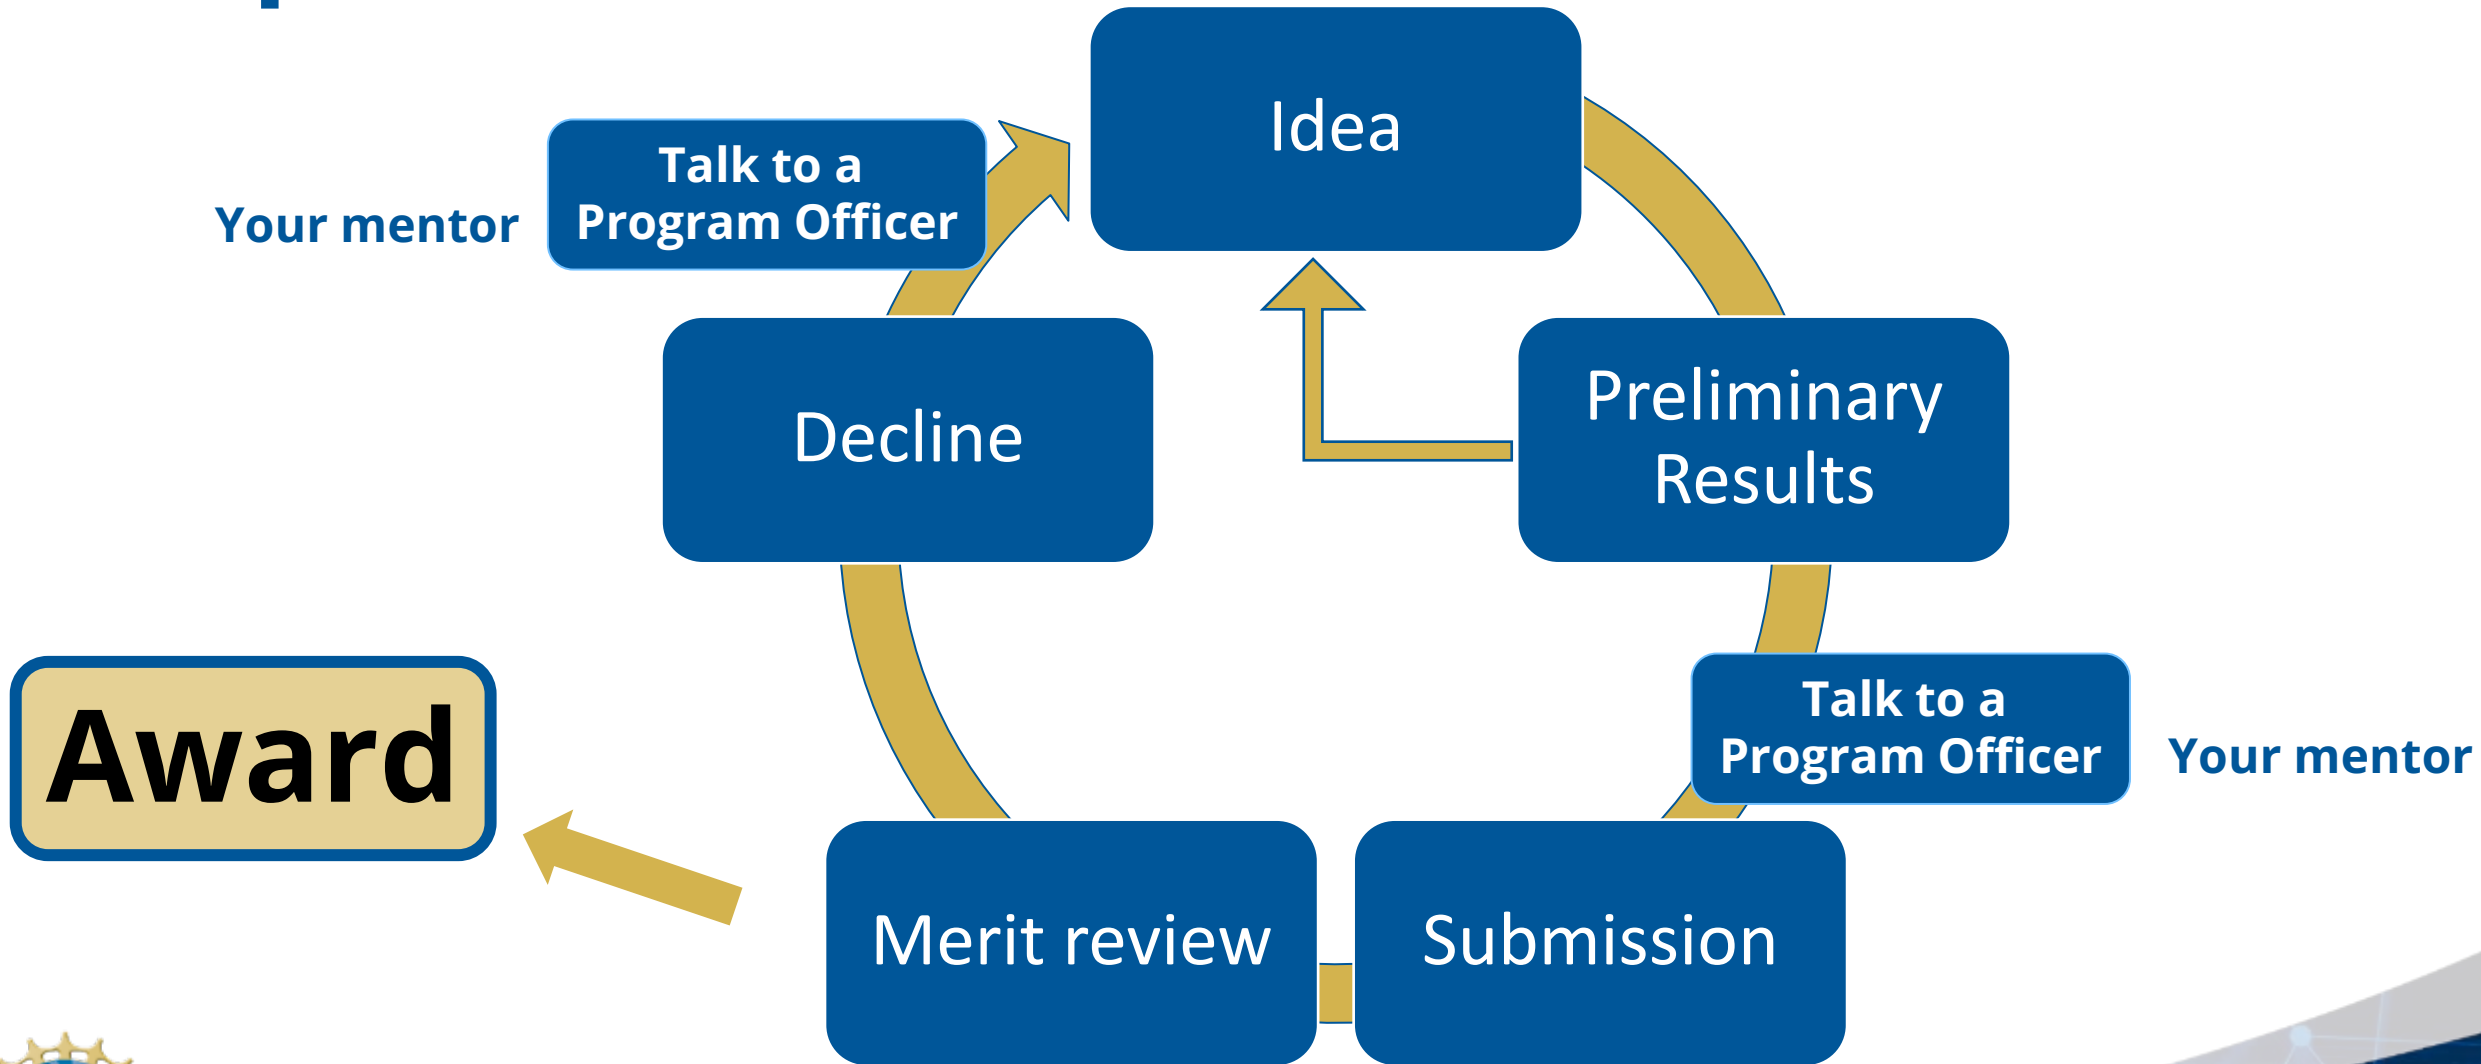 Idea
Talk to a
Program Officer
Your mentor
Decline
Preliminary
Results
Award
Talk to a
Program Officer
Your mentor
Merit review
Submission